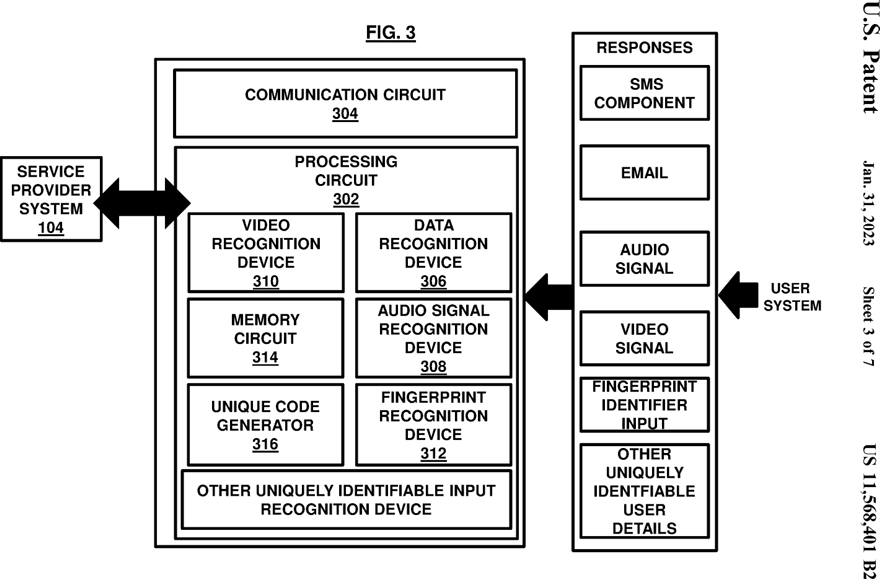 FIG. 3
SERVICE
PROVIDER
SYSTEM
104
COMMUNICATION CIRCUIT
304
PROCESSING
CIRCUIT
302
VIDEO
RECOGNITION
DEVICE
310
DATA
RECOGNITION
DEVICE
306
MEMORY
CIRCUIT
314
AUDIO SIGNAL
RECOGNITION
DEVICE
308
UNIQUE CODE
GENERATOR
316
FINGERPRINT
RECOGNITION
DEVICE
312
OTHER UNIQUELY IDENTIFIABLE INPUT
RECOGNITION DEVICE
RESPONSES
SMS
COMPONENT
EMAIL
AUDIO
SIGNAL
VIDEO
SIGNAL
FINGERPRINT
IDENTIFIER
INPUT
OTHER
UNIQUELY
IDENTFIABLE
USER
DETAILS
USER
SYSTEM
U.S. Patent
Jan. 31, 2023
Sheet 3 of 7
US 11,568,401 B2